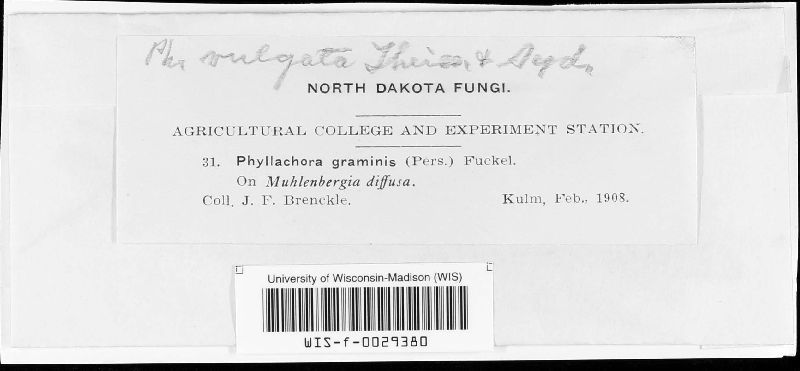 Ph. vulgata Theiss. & Syd.
NORTH DAKOTA FUNGI.
AGRICULTURAL COLLEGE AND EXPERIMENT STATION.
31. Phyllachora graminis (Pers.) Fuckel.
On Muhlenbergia diffusa.
Coll. J. F. Brenckle. Kulm, Feb., 1908.
University of Wisconsin-Madison (WIS)
WIS-f-0029380